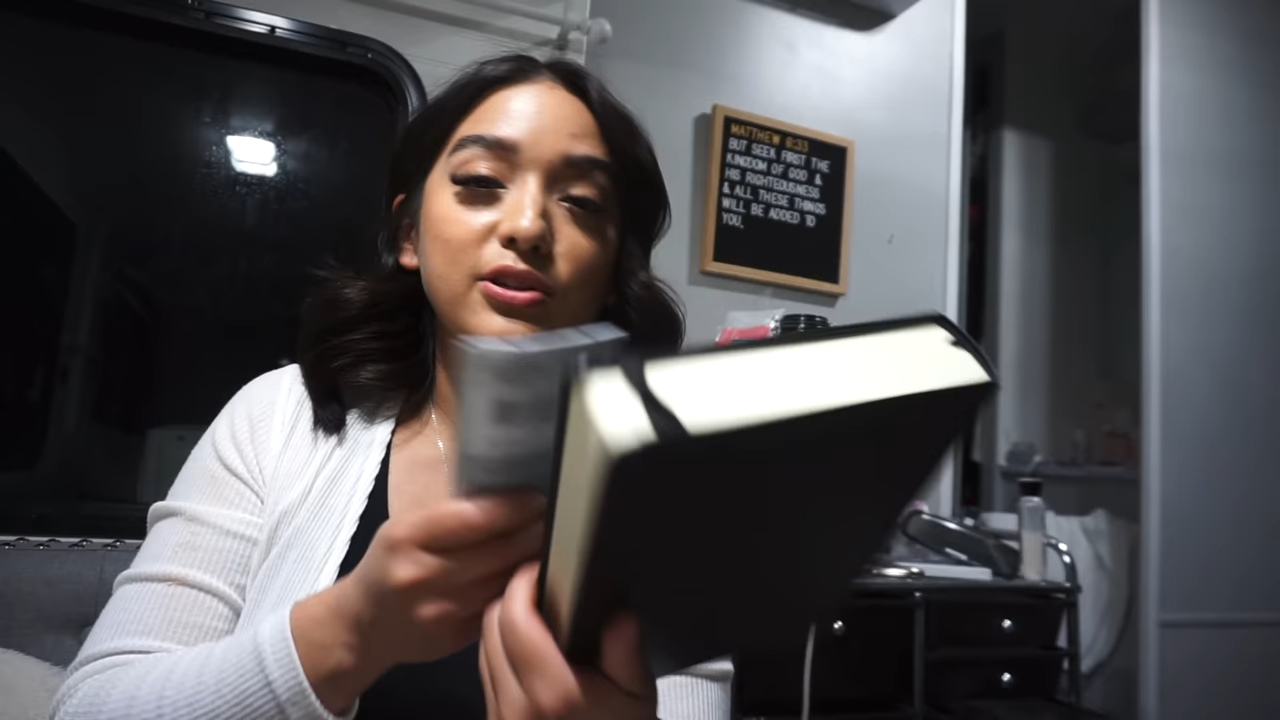 MATTHEW 6:33
BUT SEEK FIRST THE
KINGDOM OF GOD &
HIS RIGHTEOUSNESS
& ALL THESE THINGS
WILL BE ADDED TO
YOU.